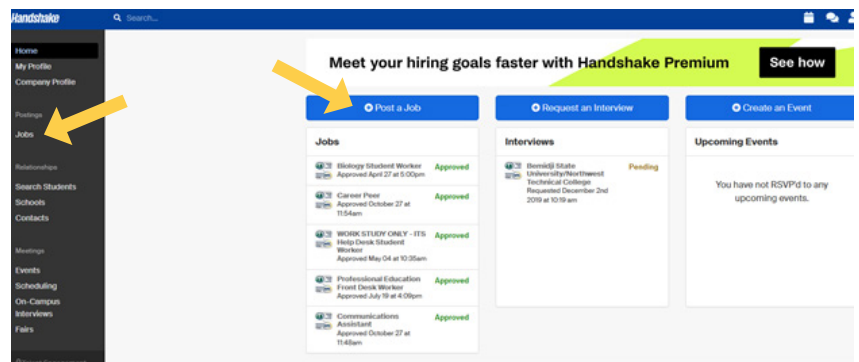 Handshake
Search...
Home
My Profile
Company Profile
Postings
Jobs
Relationships
Search Students
Schools
Contacts
Meetings
Events
Scheduling
On-Campus
Interviews
Fairs
Meet your hiring goals faster with Handshake Premium
See how
Post a Job
Request an Interview
Create an Event
Jobs
Biology Student Worker Approved
Approved April 27 at 5:00pm
Career Peer Approved
Approved October 27 at
11:54am
WORK STUDY ONLY - ITS Approved
Help Desk Student
Worker
Approved May 04 at 10:35am
Professional Education Approved
Front Desk Worker
Approved July 19 at 4:09pm
Communications Approved
Assistant
Approved October 27 at
11:48am
Interviews
Bemidji State Pending
University/Northwest
Technical College
Requested December 2nd
2019 at 10:19 am
Upcoming Events
You have not RSVP'd to any
upcoming events.